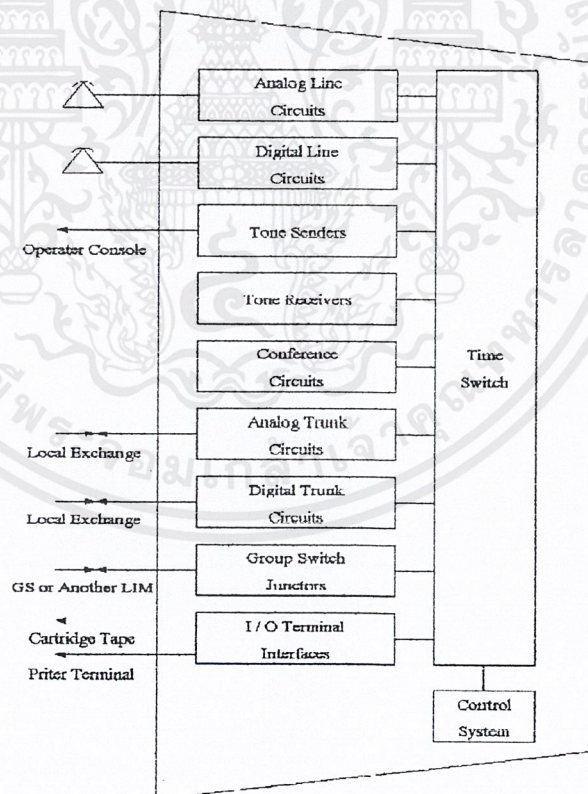 Analog Line
Circuits
Digital Line
Circuits
Operater Console
Tone Senders
Tone Receivers
Conference
Circuits
Time
Switch
Analog Trunk
Circuits
Local Exchange
Digital Trunk
Circuits
Local Exchange
Group Switch
Junctors
GS or Another LIM
I / O Terminal
Interfaces
Cartridge Tape
Priter Terminal
Control
System